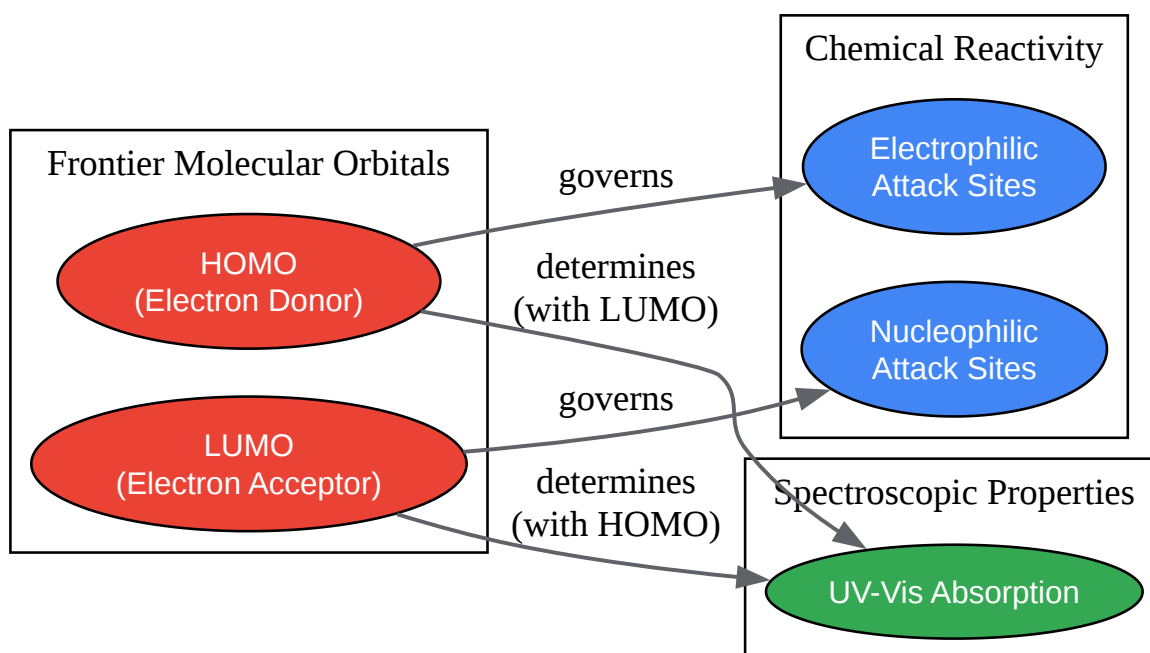 Frontier Molecular Orbitals
HOMO
(Electron Donor)
LUMO
(Electron Acceptor)
governs
determines
(with LUMO)
governs
determines
(with HOMO)
Chemical Reactivity
Electrophilic
Attack Sites
Nucleophilic
Attack Sites
Spectroscopic Properties
UV-Vis Absorption